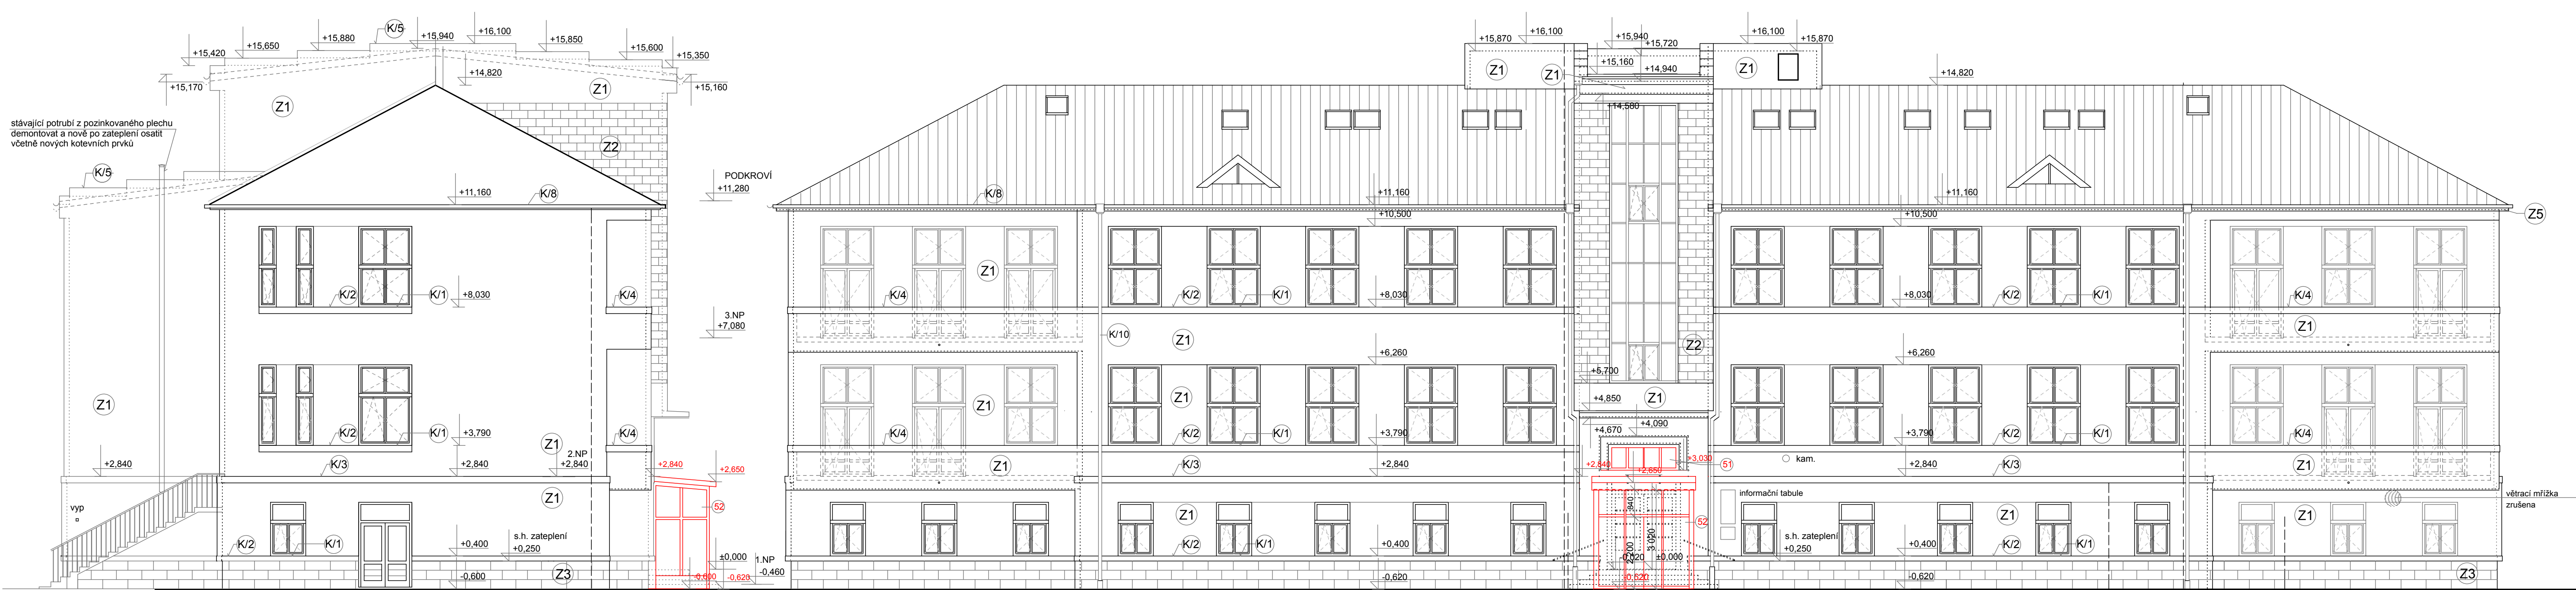 K/5
+16,100
+15,940
+15,880
+15,850
+15,650
+15,600
+15,420
+15,350
+14,820
+15,170
+15,160
Z1
Z1
stávající potrubí z pozinkovaného plechu
demontovat a nově po zateplení osatit
včetně nových kotevních prvků
Z2
K/5
PODKROVÍ
+11,280
+11,160
K/8
K/2
K/1
+8,030
K/4
3.NP
+7,080
Z1
K/2
K/1
+3,790
Z1
2.NP
K/4
+2,840
K/3
+2,840
+2,840
+2,840
+2,650
Z1
vyp
52
s.h. zateplení
K/2
K/1
+0,400
+0,250
±0,000
1.NP
-0,460
-0,600
Z3
-0,600
-0,620
+16,100
+15,870
+15,940
+15,720
+16,100
+15,870
Z1
Z1
+15,160
+14,940
Z1
+14,820
+14,580
K/8
+11,160
+11,160
+10,500
+10,500
Z5
Z1
K/4
K/2
K/1
+8,030
+8,030
K/2
K/1
K/4
K/10
Z1
Z2
Z1
+6,260
+6,260
+5,700
Z1
Z1
Z1
+4,850
+4,090
+4,670
K/4
K/2
K/1
+3,790
+3,790
K/2
K/1
K/4
Z1
K/3
+2,840
+2,840
+2,650
+3,030
51
kam.
+2,840
K/3
Z1
informační tabule
větrací mřížka
zrušena
Z1
840
52
Z1
Z1
s.h. zateplení
K/2
K/1
+0,400
2100
3 020
-0,020
±0,000
+0,250
+0,400
K/2
K/1
-0,620
-0,620
-0,620
Z3